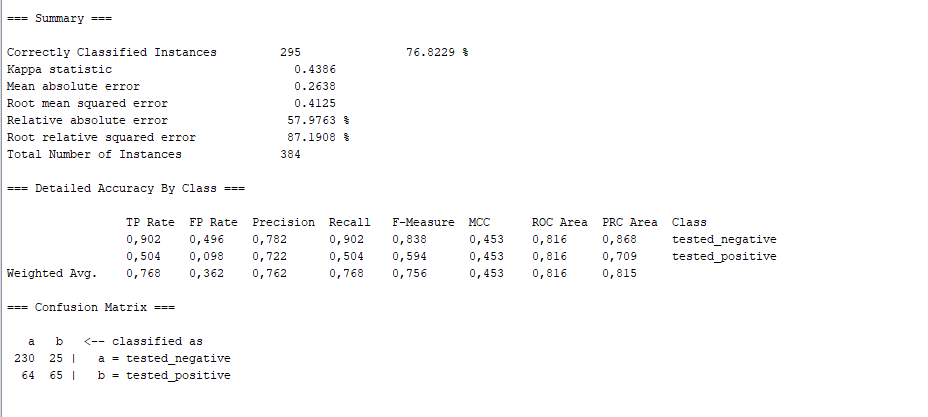 === Summary ===
Correctly Classified Instances 295 76.8229 %
Kappa statistic 0.4386
Mean absolute error 0.2638
Root mean squared error 0.4125
Relative absolute error 57.9763 %
Root relative squared error 87.1908 %
Total Number of Instances 384
=== Detailed Accuracy By Class ===
TP Rate FP Rate Precision Recall F-Measure MCC ROC Area PRC Area Class
0,902 0,496 0,782 0,902 0,838 0,453 0,816 0,868 tested_negative
0,504 0,098 0,722 0,504 0,594 0,453 0,816 0,709 tested_positive
Weighted Avg. 0,768 0,362 0,762 0,768 0,756 0,453 0,816 0,815
=== Confusion Matrix ===
a b <-- classified as
230 25 | a = tested_negative
64 65 | b = tested_positive